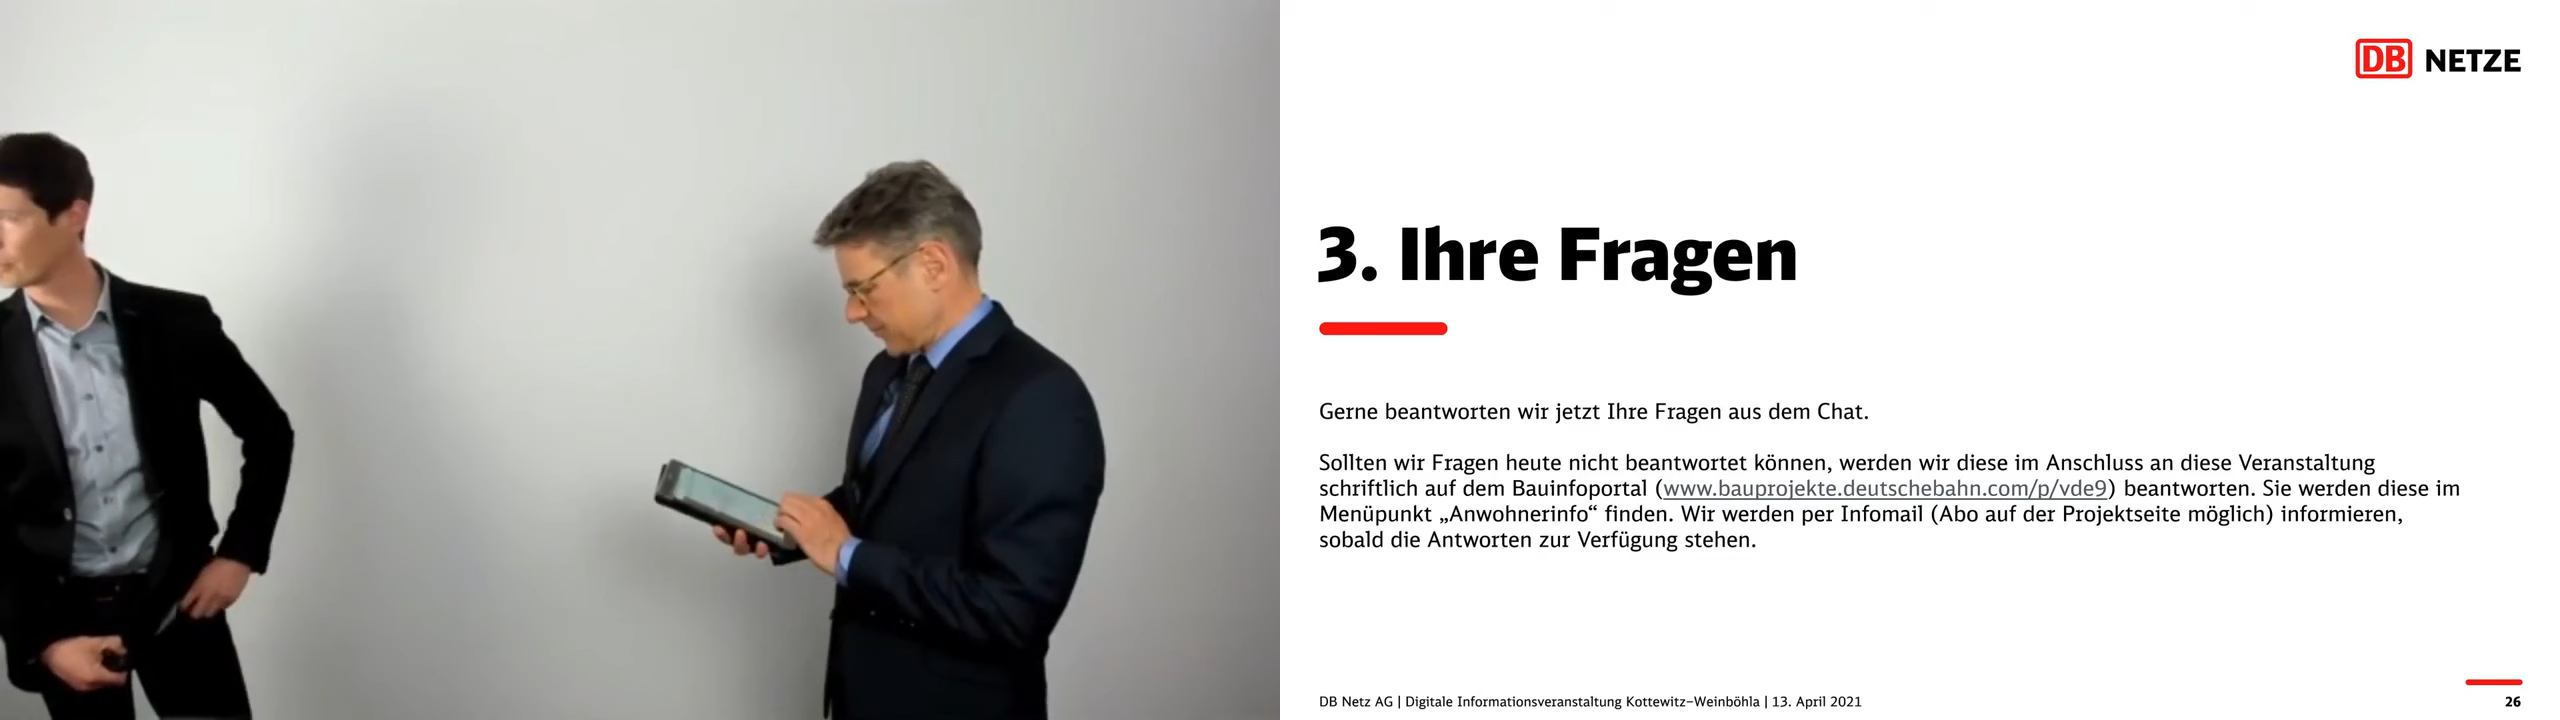 DB NETZE
3. Ihre Fragen
Gerne beantworten wir jetzt Ihre Fragen aus dem Chat.
Sollten wir Fragen heute nicht beantwortet können, werden wir diese im Anschluss an diese Veranstaltung
schriftlich auf dem Bauinfoportal (www.bauprojekte.deutschebahn.com/p/vde9) beantworten. Sie werden diese im
Menüpunkt „Anwohnerinfo“ finden. Wir werden per Infomail (Abo auf der Projektseite möglich) informieren,
sobald die Antworten zur Verfügung stehen.
DB Netz AG | Digitale Informationsveranstaltung Kottewitz–Weinböhla | 13. April 2021
26